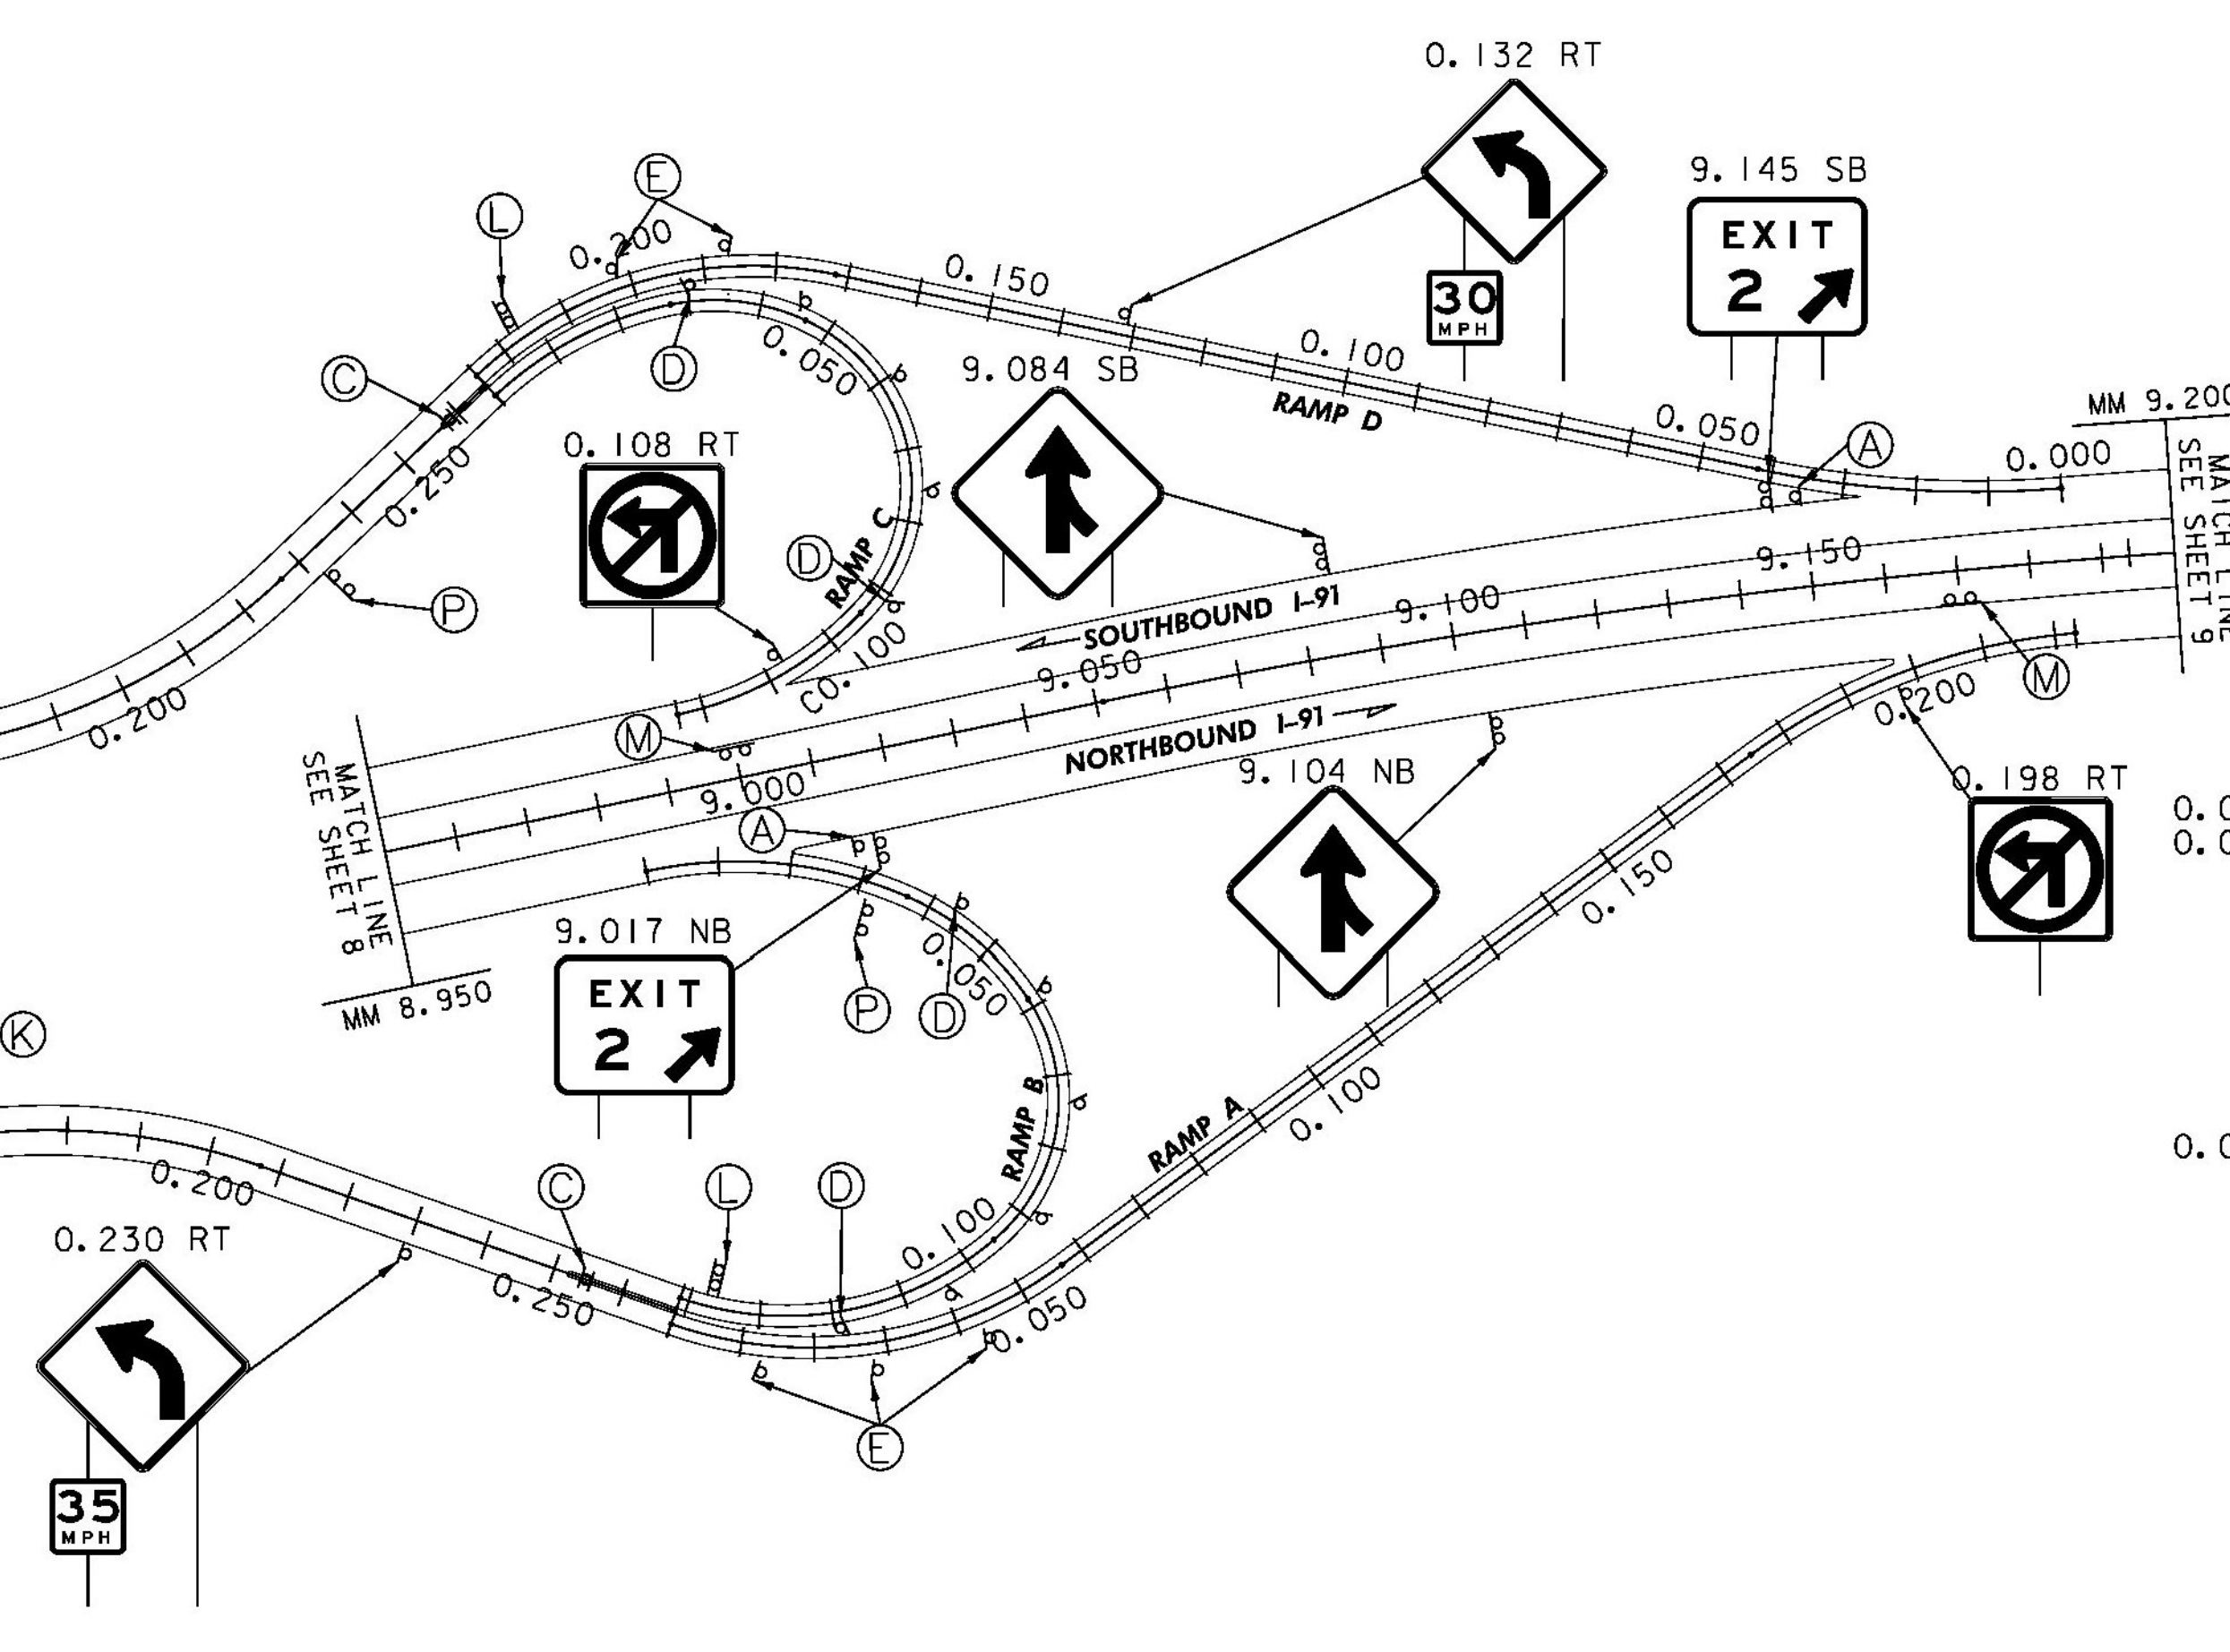 0.132 RT
30
MPH
9.145 SB
EXIT
2
E
L
0.200
0.150
0.100
RAMP D
0.050
A
0.000
MM 9.200
MATCH LINE
SEE SHEET 9
C
D
0.050
9.084 SB
0.250
0.108 RT
RAMP C
D
P
0.200
CO.100
SOUTHBOUND I-91
9.150
9.100
9.050
M
M
9.000
NORTHBOUND I-91
0.200
MATCH LINE
SEE SHEET 8
MM 8.950
A
9.104 NB
0.198 RT
9.017 NB
EXIT
2
P
D
0.050
0.150
K
RAMP B
RAMP A
0.100
0.200
C
L
D
0.100
0.230 RT
0.250
0.050
E
35
MPH